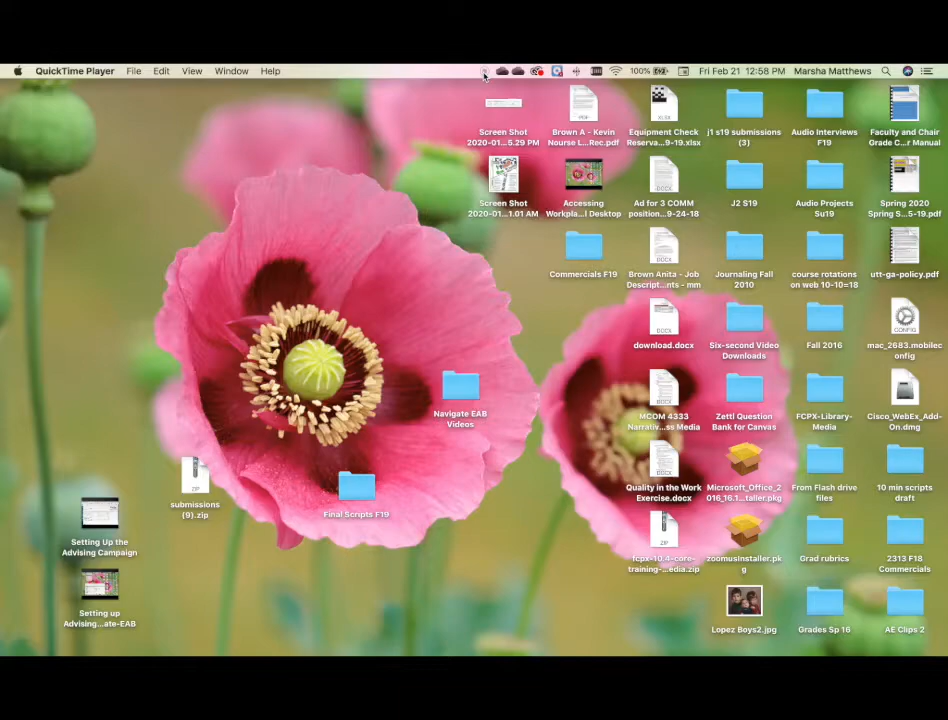 QuickTime Player File Edit View Window Help 100% Fri Feb 21 12:58 PM Marsha Matthews
Screen Shot
2020-01...5.29 PM
PDF
Brown A - Kevin
Nourse L...Rec.pdf
XLSX
Equipment Check
Reserva...9-19.xlsx
j1 s19 submissions
(3)
Audio Interviews
F19
Faculty and Chair
Grade C...r Manual
Screen Shot
2020-01...1.01 AM
Accessing
Workpla...l Desktop
DOCX
Ad for 3 COMM
position...9-24-18
J2 S19
Audio Projects
Su19
Spring 2020
Spring S...5-19.pdf
Commercials F19
DOCX
Brown Anita - Job
Descript...nts - mm
Journaling Fall
2010
course rotations
on web 10-10=18
utt-ga-policy.pdf
download.docx
Six-second Video
Downloads
Fall 2016
CONFIG
mac_2683.mobilec
onfig
Navigate EAB
Videos
DOCX
MCOM 4333
Narrativ...ss Media
Zettl Question
Bank for Canvas
FCPX-Library-
Media
Cisco_WebEx_Add-
On.dmg
ZIP
submissions
(9).zip
Final Scripts F19
DOCX
Quality in the Work
Exercise.docx
Microsoft_Office_2
016_16.1...taller.pkg
From Flash drive
files
10 min scripts
draft
Setting Up the
Advising Campaign
ZIP
fcpx-10.4-core-
training-...edia.zip
zoomusInstaller.pk
g
Grad rubrics
2313 F18
Commercials
Setting up
Advising...ate-EAB
Lopez Boys2.jpg
Grades Sp 16
AE Clips 2